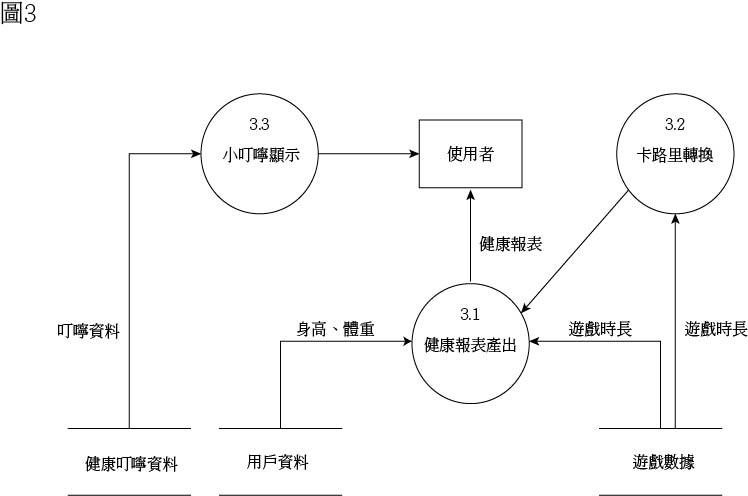 圖3
3.3
小叮嚀顯示
使用者
3.2
卡路里轉換
健康報表
3.1
健康報表產出
叮嚀資料
身高、體重
遊戲時長
遊戲時長
健康叮嚀資料
用戶資料
遊戲數據